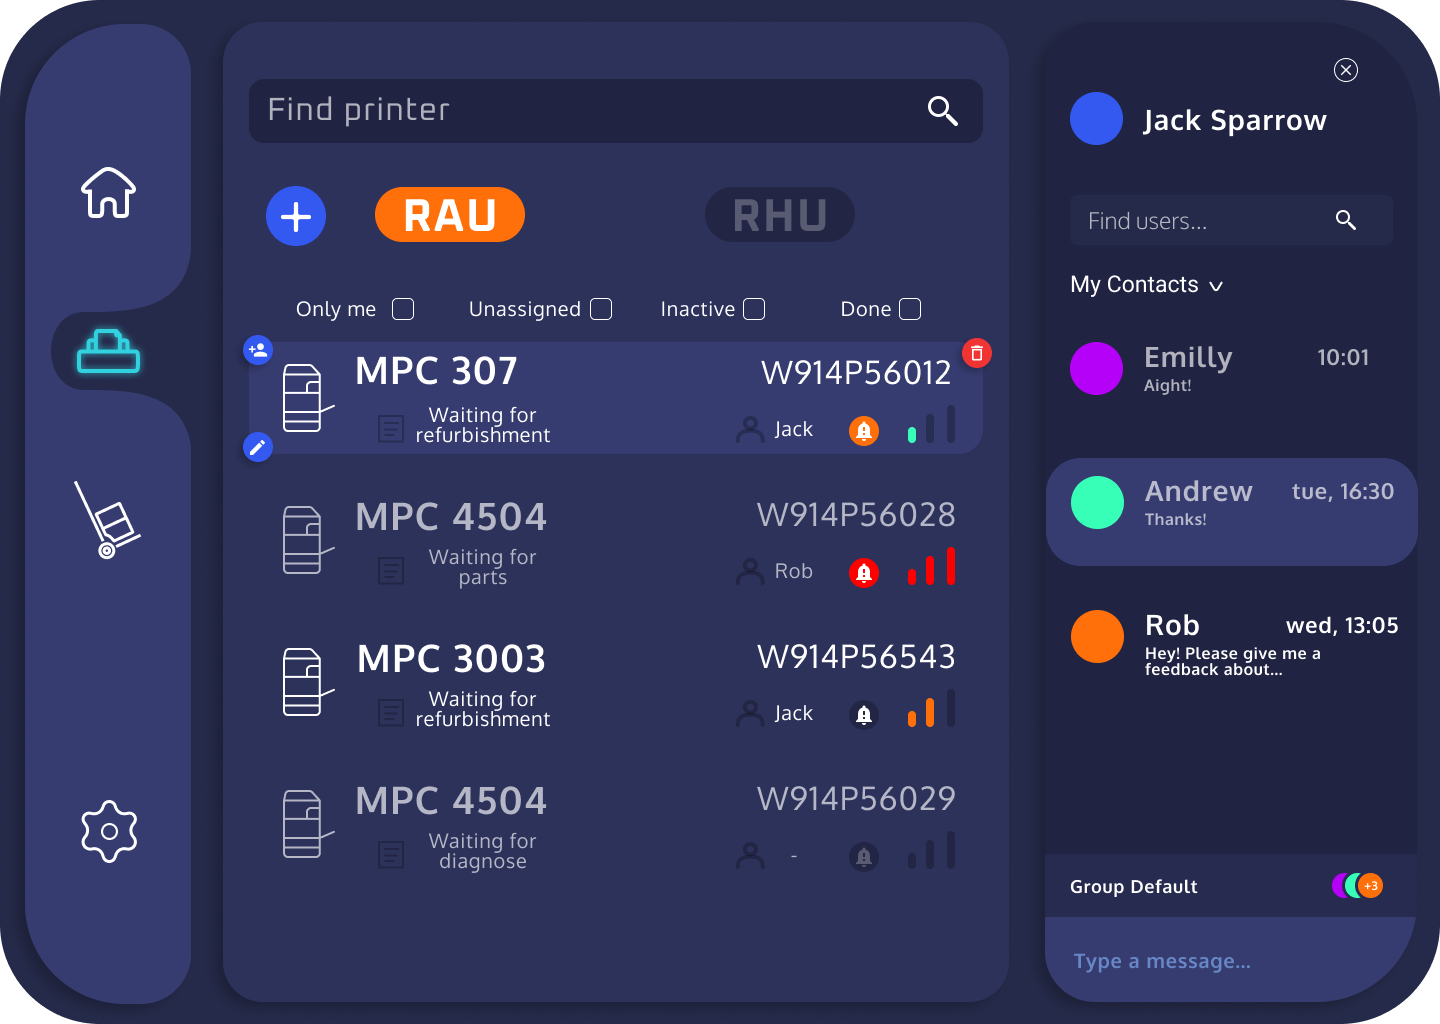 Find printer
RAU
RHU
Only me
Unassigned
Inactive
Done
MPC 307
W914P56012
Waiting for
refurbishment
Jack
MPC 4504
W914P56028
Waiting for
parts
Rob
MPC 3003
W914P56543
Waiting for
refurbishment
Jack
MPC 4504
W914P56029
Waiting for
diagnose
-
Jack Sparrow
Find users...
My Contacts
Emilly
10:01
Aight!
Andrew
tue, 16:30
Thanks!
Rob
wed, 13:05
Hey! Please give me a
feedback about...
Group Default
+3
Type a message...